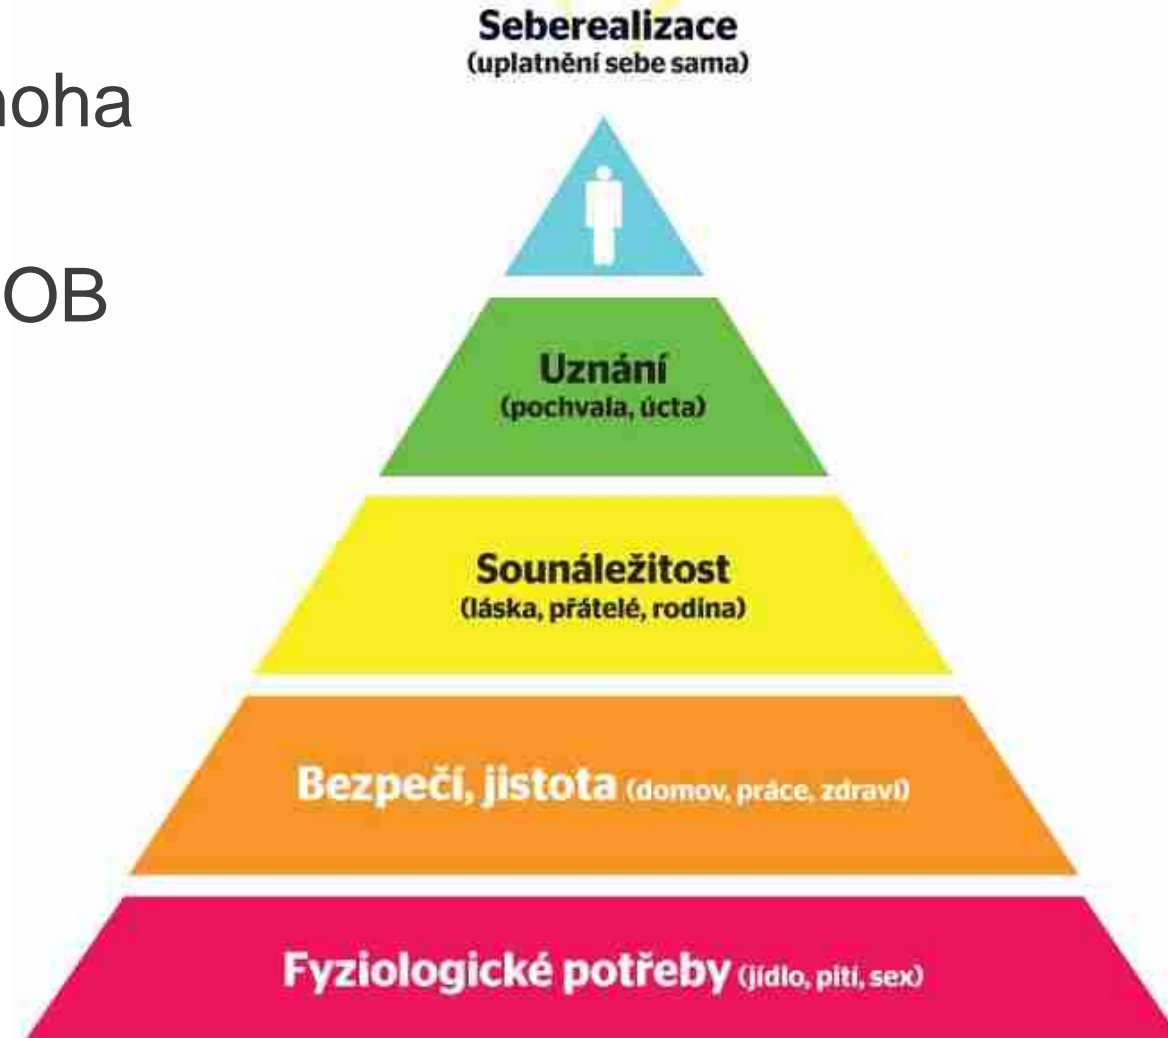 Seberealizace
(uplatnění sebe sama)
noha
OB
Uznání
(pochvala, úcta)
Sounáležitost
(láska, přátelé, rodina)
Bezpečí, jistota (domov, práce, zdraví)
Fyziologické potřeby (jídlo, pití, sex)